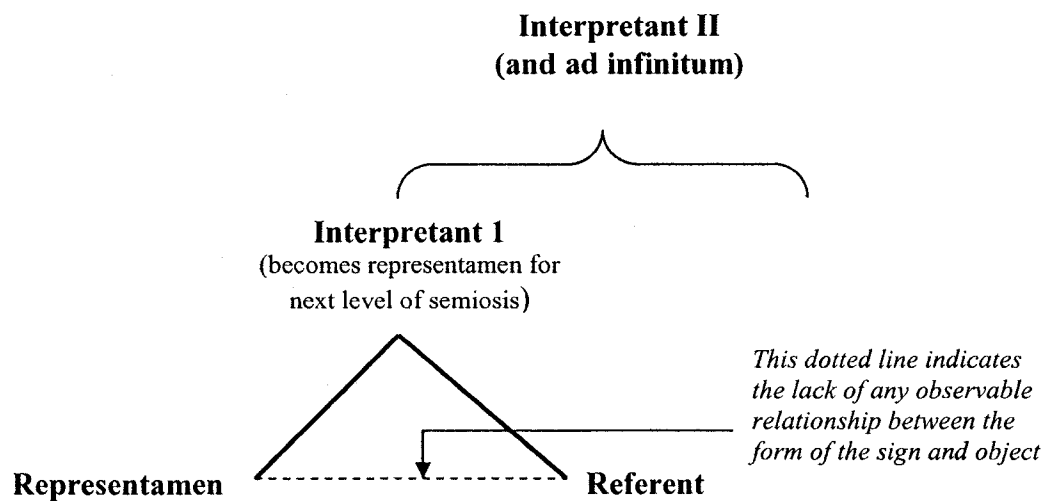 Interpretant II
(and ad infinitum)
Interpretant 1
(becomes representamen for
next level of semiosis)
This dotted line indicates
the lack of any observable
relationship between the
form of the sign and object
Representamen
Referent